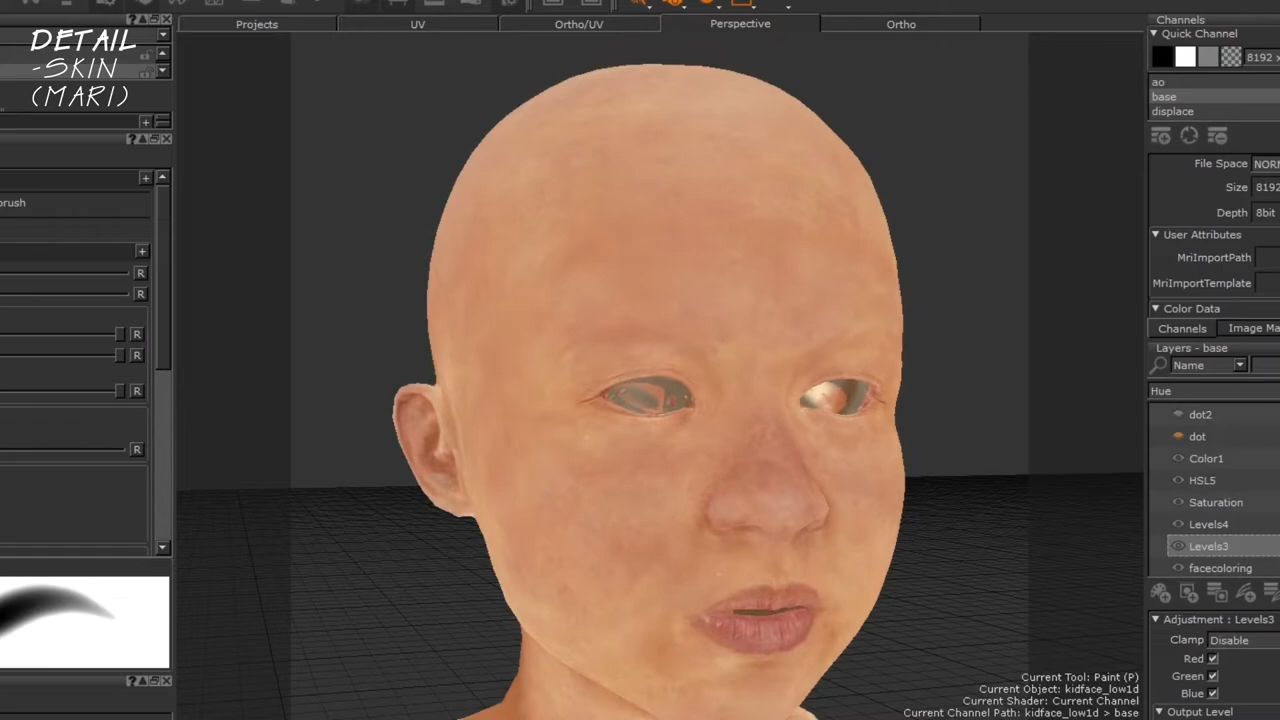 DETAIL
-SKIN
(MARI)
Projects
UV
Ortho/UV
Perspective
Ortho
Channels
Quick Channel
8192 x
ao
base
displace
File Space NORM
Size 8192
Depth 8bit
User Attributes
MriImportPath
MriImportTemplate
Color Data
Channels Image Ma
Layers - base
Name
Hue
dot2
dot
Color1
HSL5
Saturation
Levels4
Levels3
facecoloring
Adjustment : Levels3
Clamp Disable
Red
Green
Blue
Output Level
brush
R
R
R
R
R
R
Current Tool: Paint (P)
Current Object: kidface_low1d
Current Shader: Current Channel
Current Channel Path: kidface_low1d > base